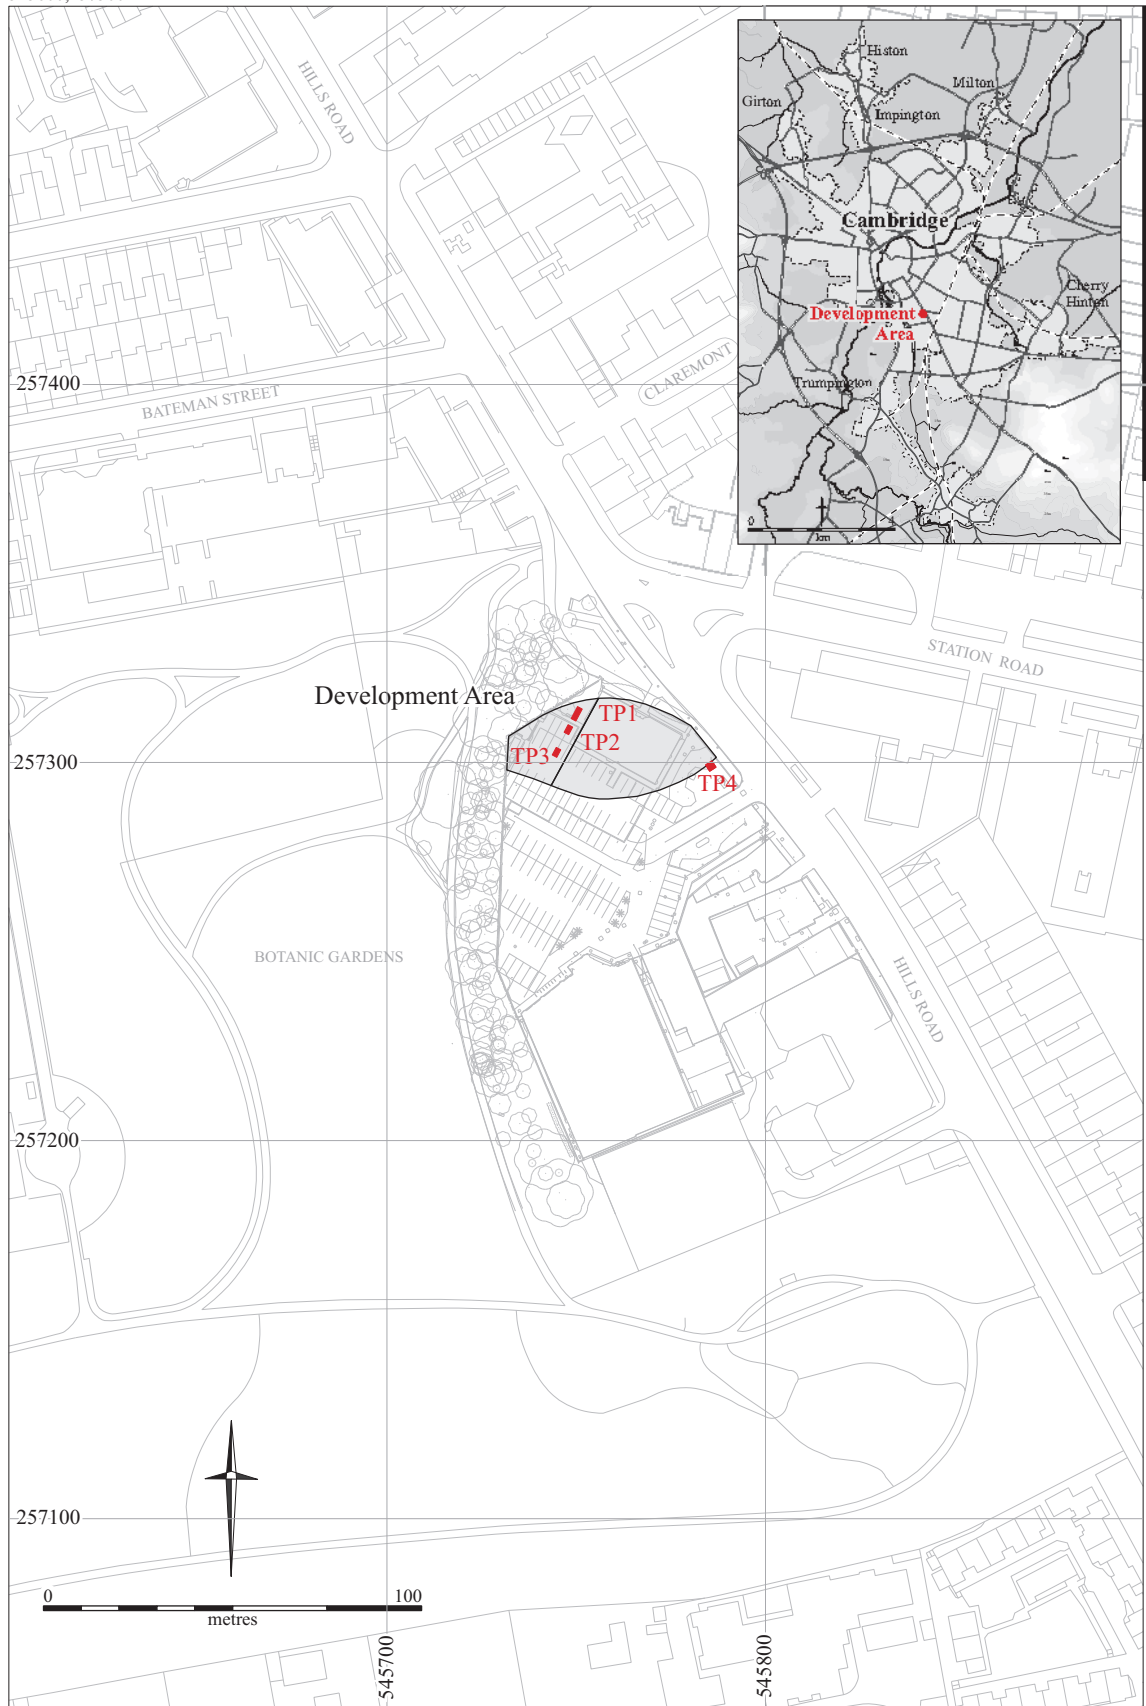 HILLS ROAD
Histon
Milton
Girton
Impington
Cambridge
Cherry
Hinton
Development
Area
Trumpington
0
km
257400
BATEMAN STREET
CLAREMONT
STATION ROAD
Development Area
TP1
TP2
TP3
257300
TP4
BOTANIC GARDENS
HILLS ROAD
257200
257100
0
100
metres
545700
545800